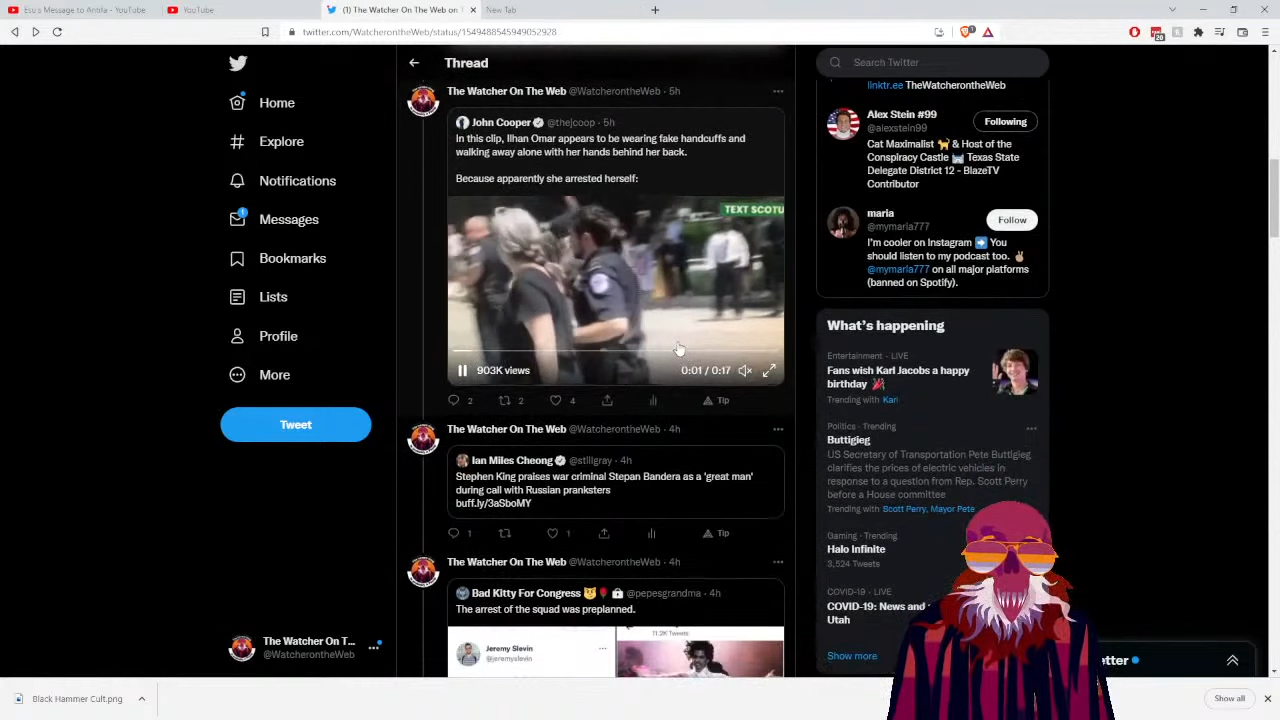 Esu's Message to Antifa - YouTube
YouTube
(1) The Watcher On The Web on T
New Tab
twitter.com/WatcherontheWeb/status/1549488545949052928
20
Thread
Search Twitter
Home
Explore
Notifications
1
Messages
Bookmarks
Lists
Profile
More
Tweet
The Watcher On T...
@WatcherontheWeb
The Watcher On The Web @WatcherontheWeb · 5h
John Cooper @thejcoop · 5h
In this clip, Ilhan Omar appears to be wearing fake handcuffs and
walking away alone with her hands behind her back.
Because apparently she arrested herself:
TEXT SCOTU
903K views
0:01 / 0:17
2
2
4
Tip
The Watcher On The Web @WatcherontheWeb · 4h
Ian Miles Cheong @stillgray · 4h
Stephen King praises war criminal Stepan Bandera as a 'great man'
during call with Russian pranksters
buff.ly/3aSboMY
1
1
Tip
The Watcher On The Web @WatcherontheWeb · 4h
Bad Kitty For Congress @pepesgrandma · 4h
The arrest of the squad was preplanned.
Jeremy Slevin
@jeremyslevin
11.2K Tweets
linktr.ee TheWatcherontheWeb
Alex Stein #99
@alexstein99
Following
Cat Maximalist & Host of the
Conspiracy Castle Texas State
Delegate District 12 - BlazeTV
Contributor
maria
@mymaria777
Follow
I'm cooler on Instagram You
should listen to my podcast too.
@mymaria777 on all major platforms
(banned on Spotify).
What's happening
Entertainment · LIVE
Fans wish Karl Jacobs a happy
birthday
Trending with Karl
Politics · Trending
Buttigieg
US Secretary of Transportation Pete Buttigieg
clarifies the prices of electric vehicles in
response to a question from Rep. Scott Perry
before a House committee
Trending with Scott Perry, Mayor Pete
Gaming · Trending
Halo Infinite
3,524 Tweets
COVID-19 · LIVE
COVID-19: News and
Utah
Show more
Black Hammer Cult.png
Show all